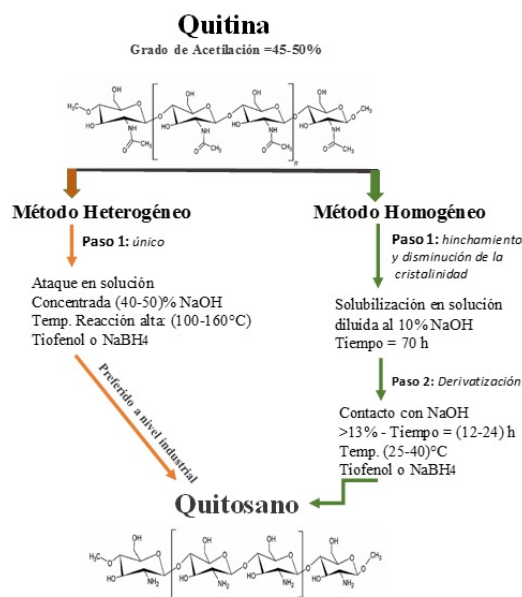 Quitina
Grado de Acetilación =45-50%
Método Heterogéneo
Paso 1: único
Ataque en solución
Concentrada (40-50)% NaOH
Temp. Reacción alta: (100-160°C)
Tiofenol o NaBH4
Preferido a nivel industrial
Método Homogéneo
Paso 1: hinchamiento
y disminución de la
cristalinidad
Solubilización en solución
diluida al 10% NaOH
Tiempo = 70 h
Paso 2: Derivatización
Contacto con NaOH
>13% - Tiempo = (12-24) h
Temp. (25-40)°C
Tiofenol o NaBH4
Quitosano